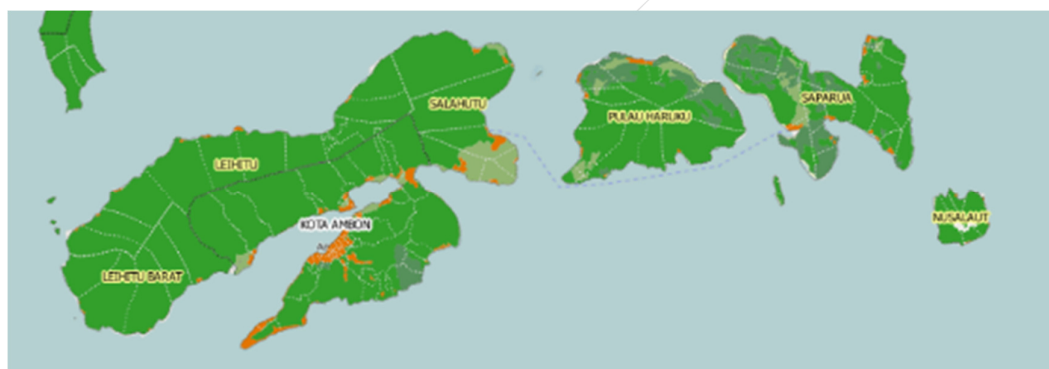 SALAHUTU
PULAU HARUKU
SAPARUA
LEIHITU
KOTA AMBON
NUSALAUT
LEIHITU BARAT